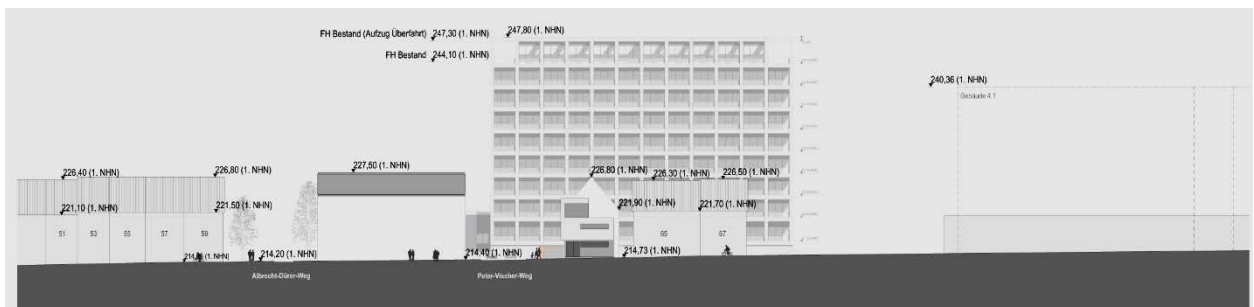 FH Bestand (Aufzug Überfahrt) 247,30 (1. NHN)
247,80 (1. NHN)
FH Bestand 244,10 (1. NHN)
240,36 (1. NHN)
Gebäude 4.1
227,50 (1. NHN)
226,40 (1. NHN)
226,80 (1. NHN)
226,80 (1. NHN)
226,30 (1. NHN)
226,50 (1. NHN)
221,10 (1. NHN)
221,50 (1. NHN)
221,90 (1. NHN)
221,70 (1. NHN)
51
53
55
57
59
65
67
214,20 (1. NHN)
214,40 (1. NHN)
214,73 (1. NHN)
Albrecht-Dürer-Weg
Peter-Vischer-Weg